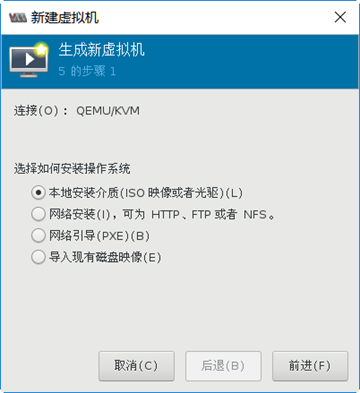 新建虚拟机
生成新虚拟机
5 的步骤 1
连接(O)： QEMU/KVM
选择如何安装操作系统
本地安装介质(ISO 映像或者光驱)(L)
网络安装(I)，可为 HTTP、FTP 或者 NFS。
网络引导(PXE)(B)
导入现有磁盘映像(E)
取消(C) 后退(B) 前进(F)